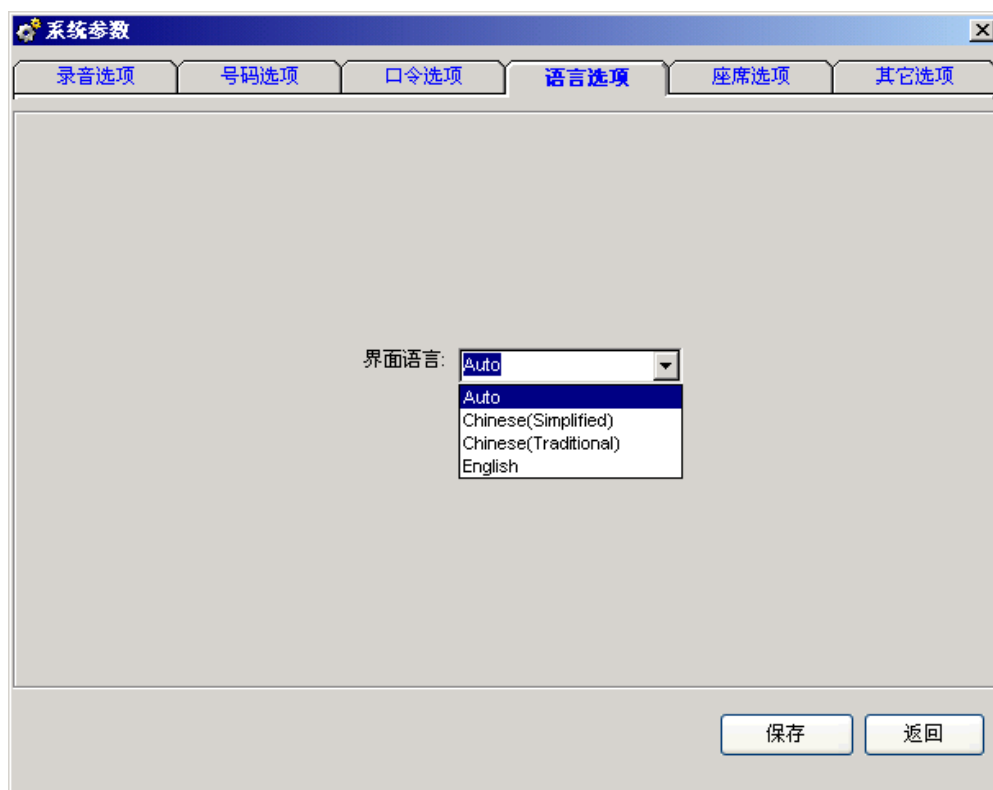 系统参数
录音选项 号码选项 口令选项 语言选项 座席选项 其它选项
界面语言: Auto
Auto
Chinese(Simplified)
Chinese(Traditional)
English
保存 返回